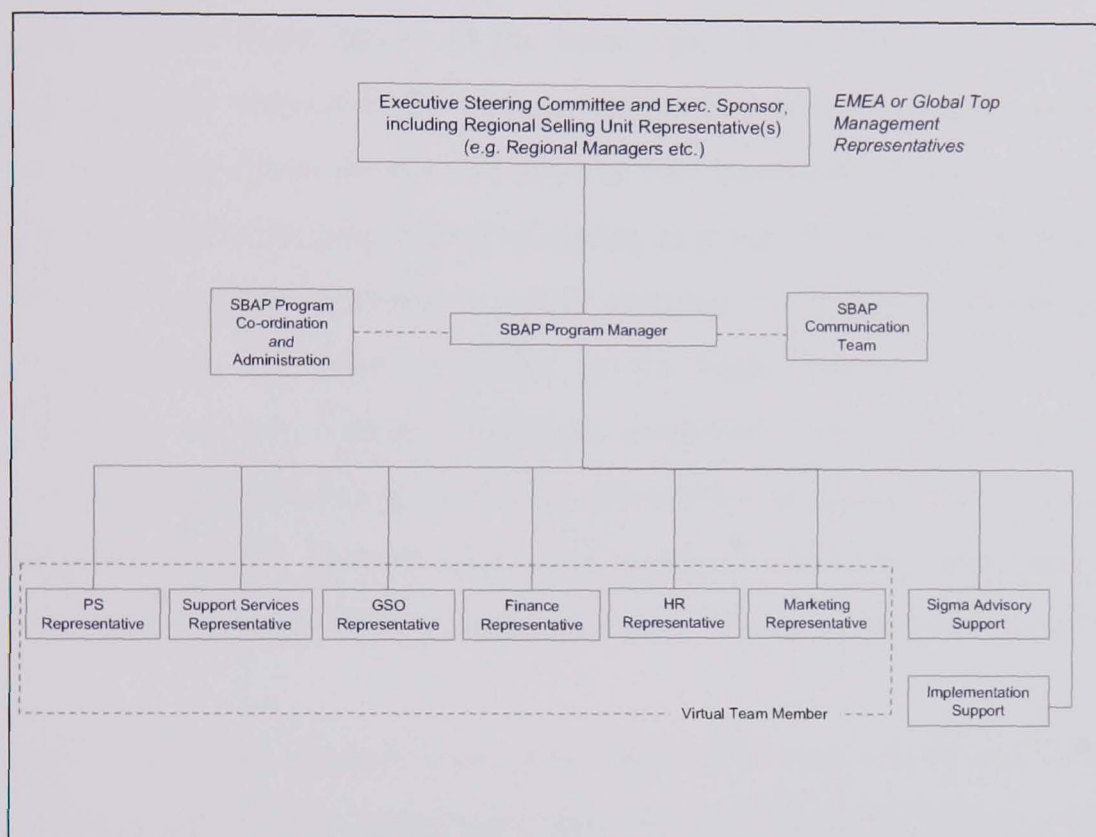 Executive Steering Committee and Exec. Sponsor,
including Regional Selling Unit Representative(s)
(e.g. Regional Managers etc.)
EMEA or Global Top
Management
Representatives
SBAP Program
Co-ordination
and
Administration
SBAP Program Manager
SBAP
Communication
Team
PS
Representative
Support Services
Representative
GSO
Representative
Finance
Representative
HR
Representative
Marketing
Representative
Sigma Advisory
Support
Implementation
Support
Virtual Team Member